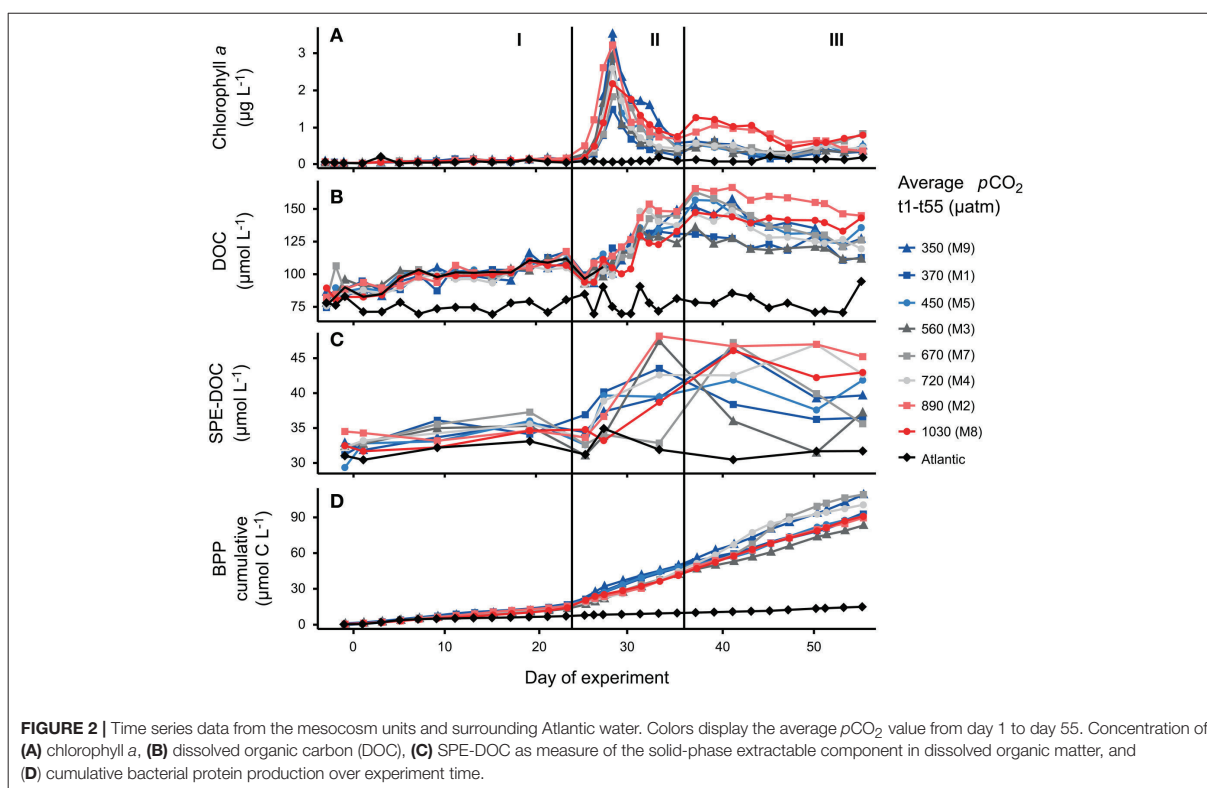 A
I
II
III
Chlorophyll a
(µg L-1)
3
2
1
0
B
DOC
(µmol L-1)
150
125
100
75
C
SPE-DOC
(µmol L-1)
45
40
35
30
D
BPP
cumulative
(µmol C L-1)
90
60
30
0
0
10
20
30
40
50
Day of experiment
Average pCO2
t1-t55 (µatm)
350 (M9)
370 (M1)
450 (M5)
560 (M3)
670 (M7)
720 (M4)
890 (M2)
1030 (M8)
Atlantic
FIGURE 2 | Time series data from the mesocosm units and surrounding Atlantic water. Colors display the average pCO2 value from day 1 to day 55. Concentration of
(A) chlorophyll a, (B) dissolved organic carbon (DOC), (C) SPE-DOC as measure of the solid-phase extractable component in dissolved organic matter, and
(D) cumulative bacterial protein production over experiment time.